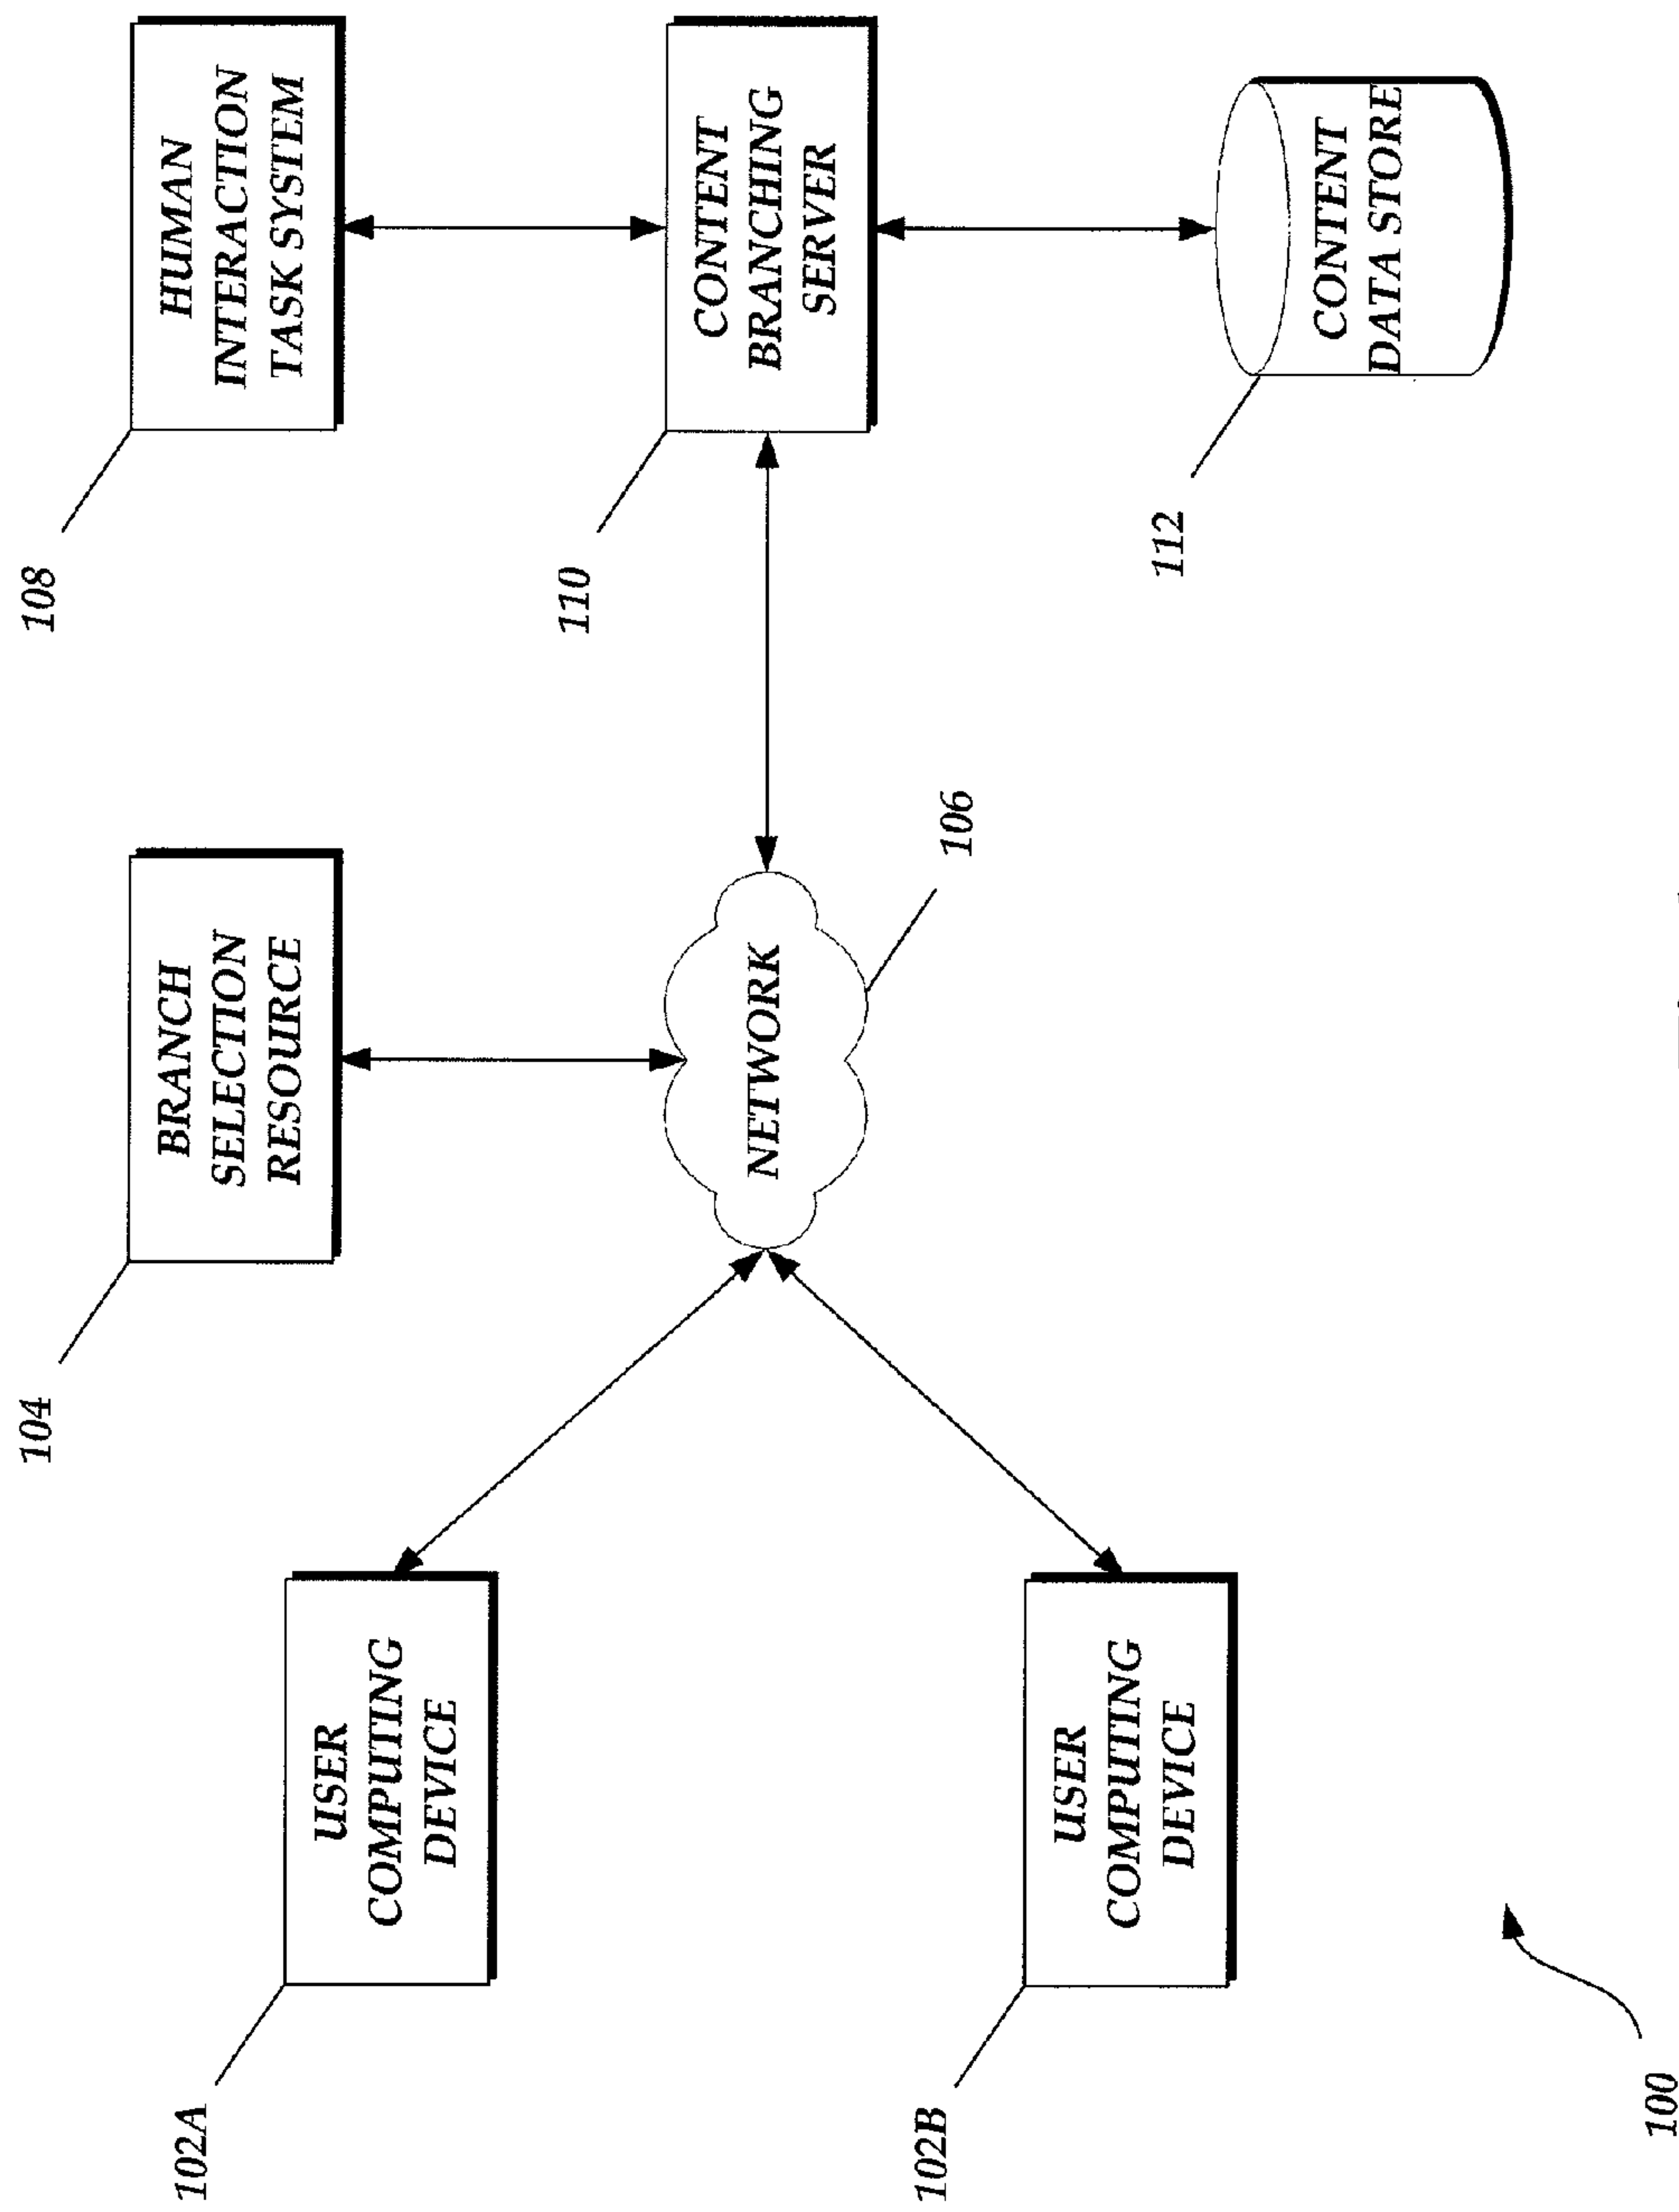 108
HUMAN
INTERACTION
TASK SYSTEM
104
BRANCH
SELECTION
RESOURCE
102A
USER
COMPUTING
DEVICE
NETWORK
106
110
CONTENT
BRANCHING
SERVER
102B
USER
COMPUTING
DEVICE
112
CONTENT
DATA STORE
100